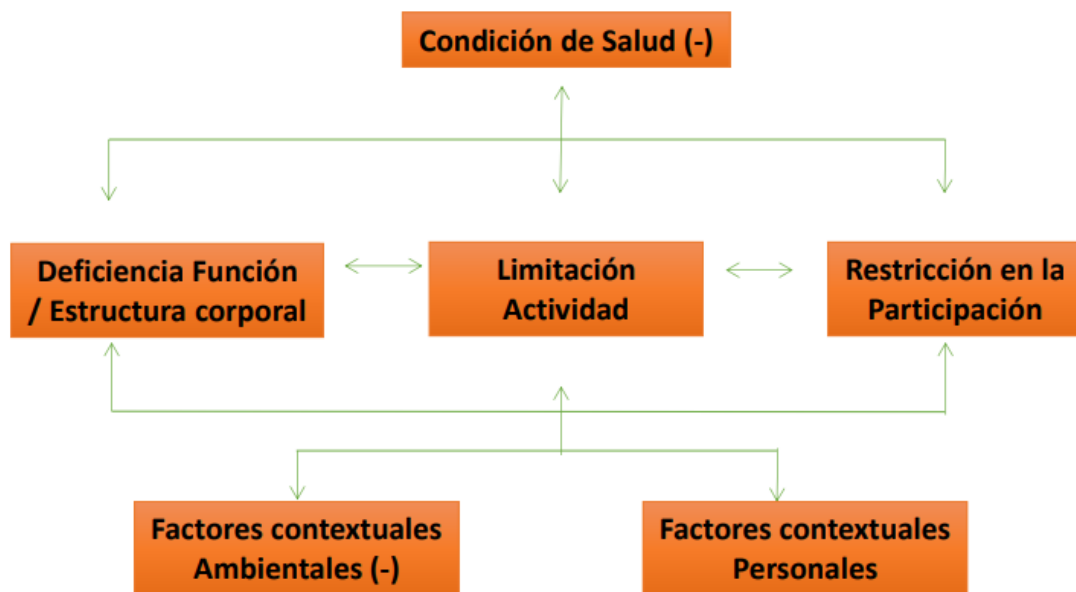 Condición de Salud (-)
Deficiencia Función
/ Estructura corporal
Limitación
Actividad
Restricción en la
Participación
Factores contextuales
Ambientales (-)
Factores contextuales
Personales